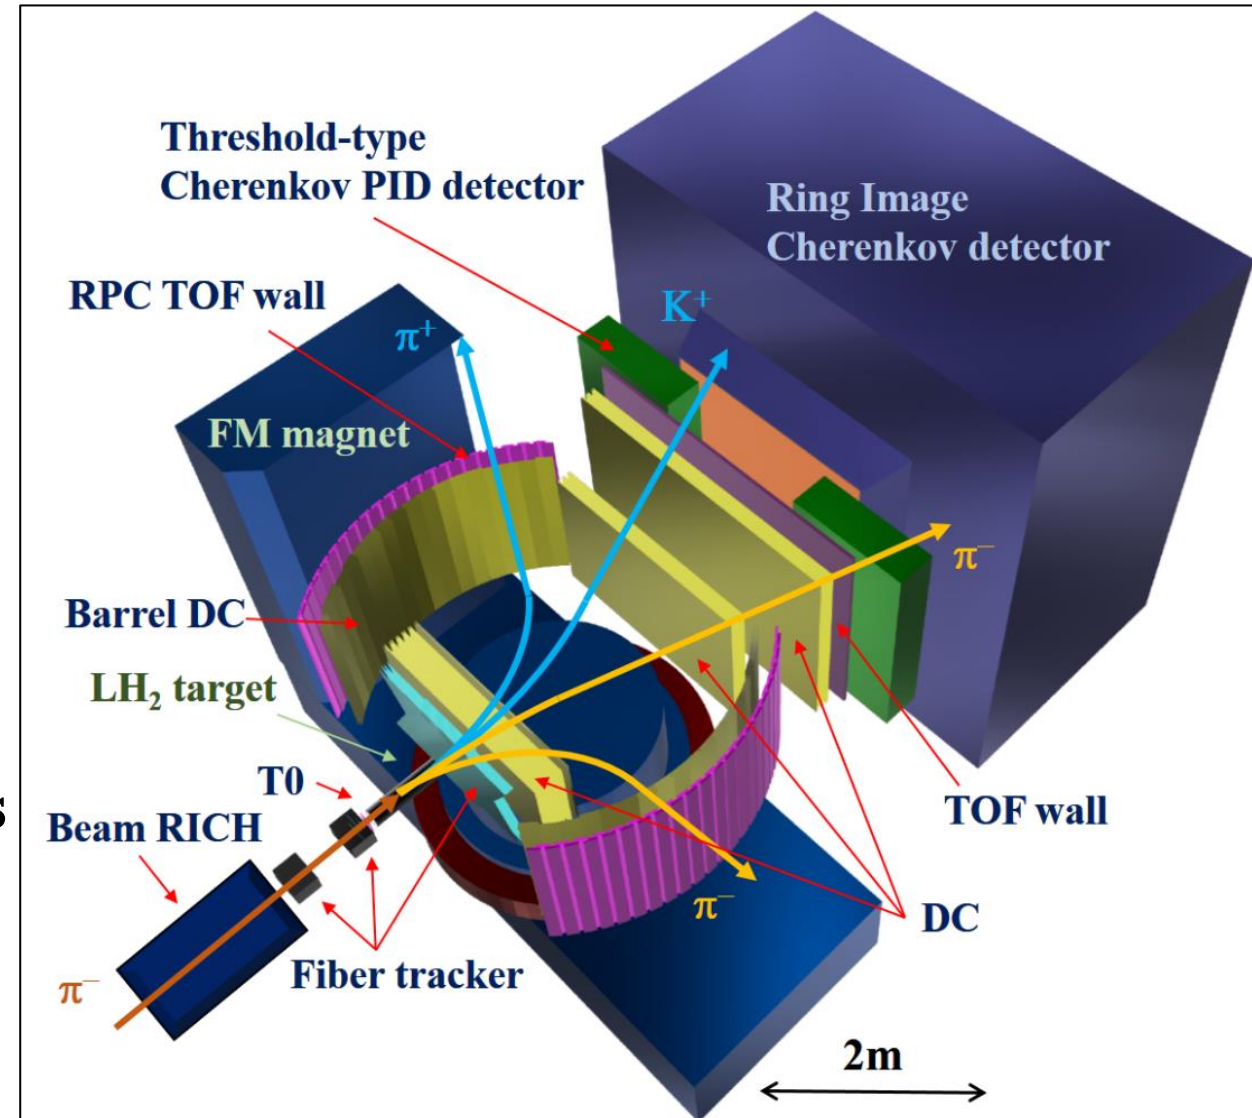 Threshold-type
Cherenkov PID detector
Ring Image
Cherenkov detector
RPC TOF wall
K⁺
π⁺
FM magnet
π⁻
Barrel DC
LH₂ target
T0
TOF wall
s
Beam RICH
π⁻
DC
Fiber tracker
π⁻
2m